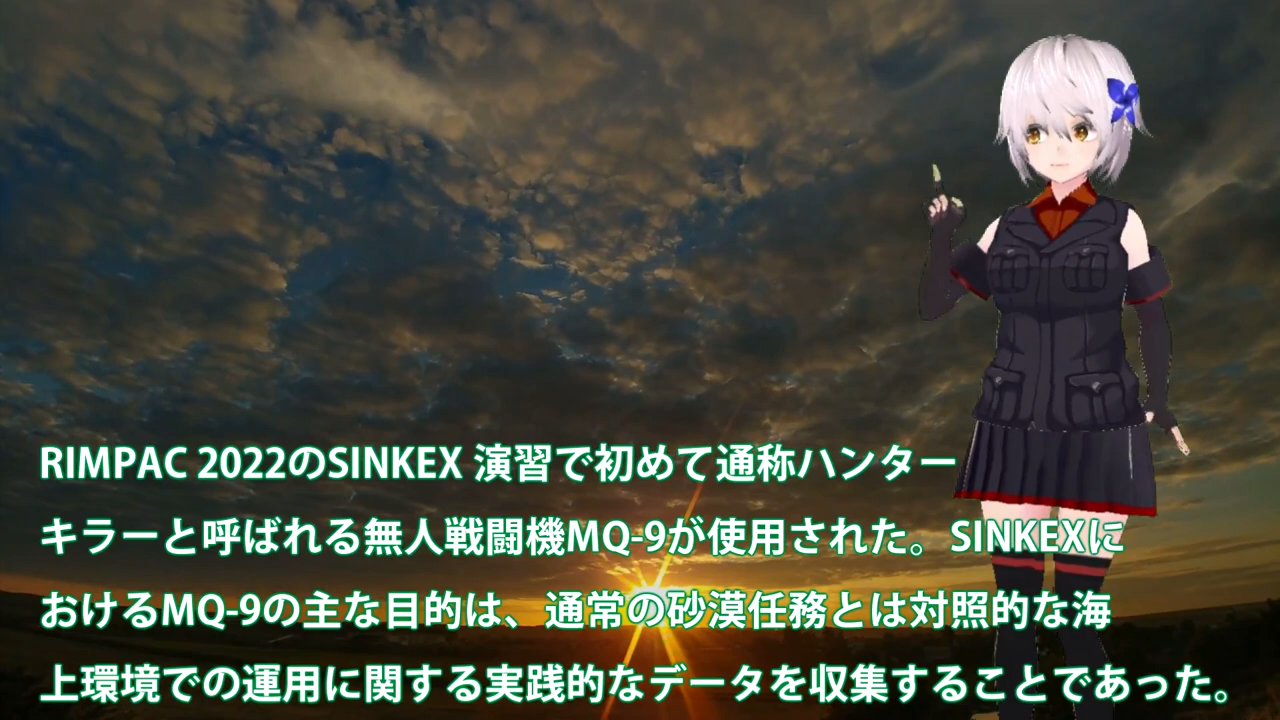 RIMPAC 2022のSINKEX 演習で初めて通称ハンター
キラーと呼ばれる無人戦闘機MQ-9が使用された。SINKEXに
おけるMQ-9の主な目的は、通常の砂漠任務とは対照的な海
上環境での運用に関する実践的なデータを収集することであった。